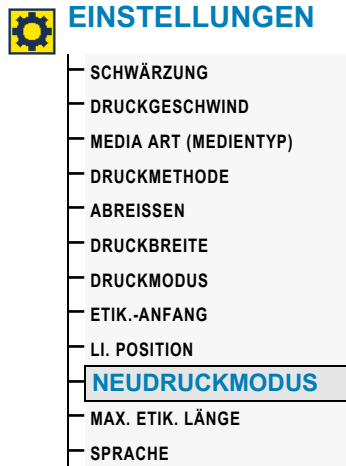 EINSTELLUNGEN
SCHWÄRZUNG
DRUCKGESCHWIND
MEDIA ART (MEDIENTYP)
DRUCKMETHODE
ABREISSEN
DRUCKBREITE
DRUCKMODUS
ETIK.-ANFANG
LI. POSITION
NEUDRUCKMODUS
MAX. ETIK. LÄNGE
SPRACHE